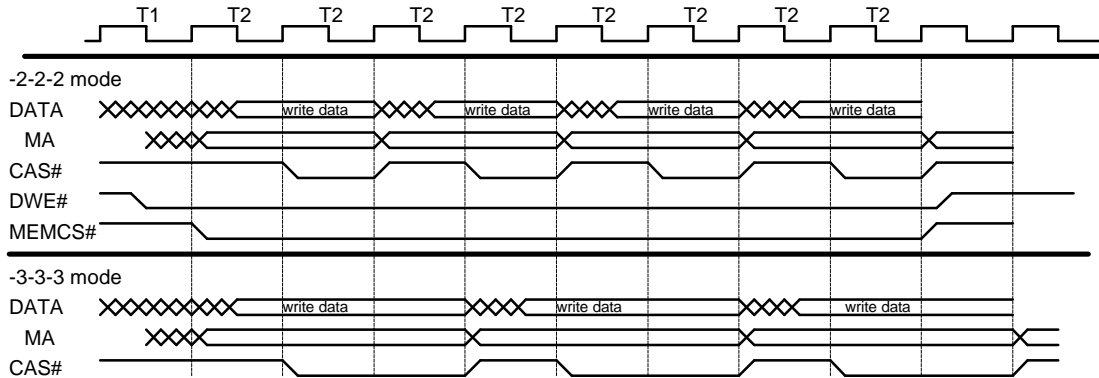 T1 T2 T2 T2 T2 T2 T2 T2 T2
-2-2-2 mode
DATA write data write data write data write data
MA
CAS#
DWE#
MEMCS#
-3-3-3 mode
DATA write data write data write data
MA
CAS#